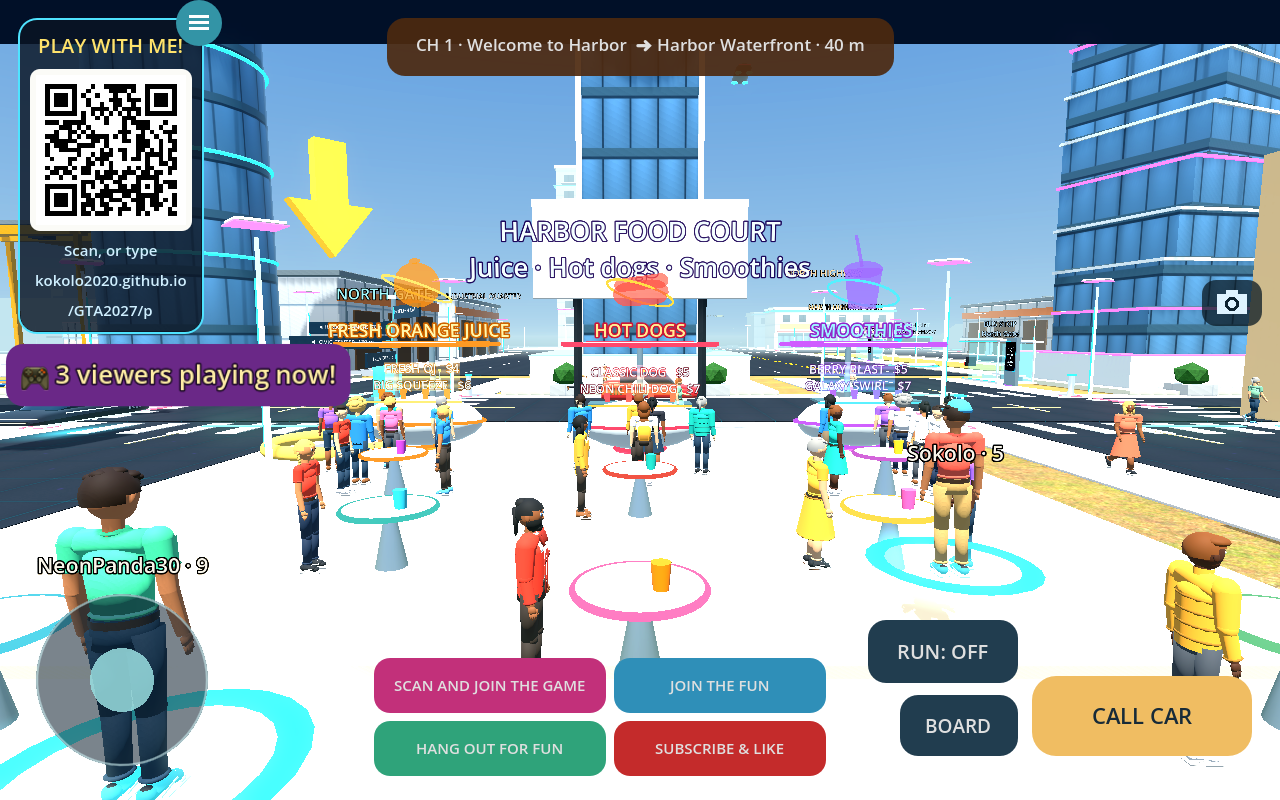 PLAY WITH ME!
Scan, or type
kokolo2020.github.io
/GTA2027/p
CH 1 · Welcome to Harbor → Harbor Waterfront · 40 m
3 viewers playing now!
HARBOR FOOD COURT
Juice · Hot dogs · Smoothies
NORTH GATE
FRESH ORANGE JUICE
HOT DOGS
CLASSIC DOG · $5
NEON CHILI DOG · $7
SMOOTHIES
BERRY BLAST · $5
GALAXY SWIRL · $7
Sokolo · 5
NeonPanda30 · 9
SCAN AND JOIN THE GAME
JOIN THE FUN
HANG OUT FOR FUN
SUBSCRIBE & LIKE
RUN: OFF
BOARD
CALL CAR